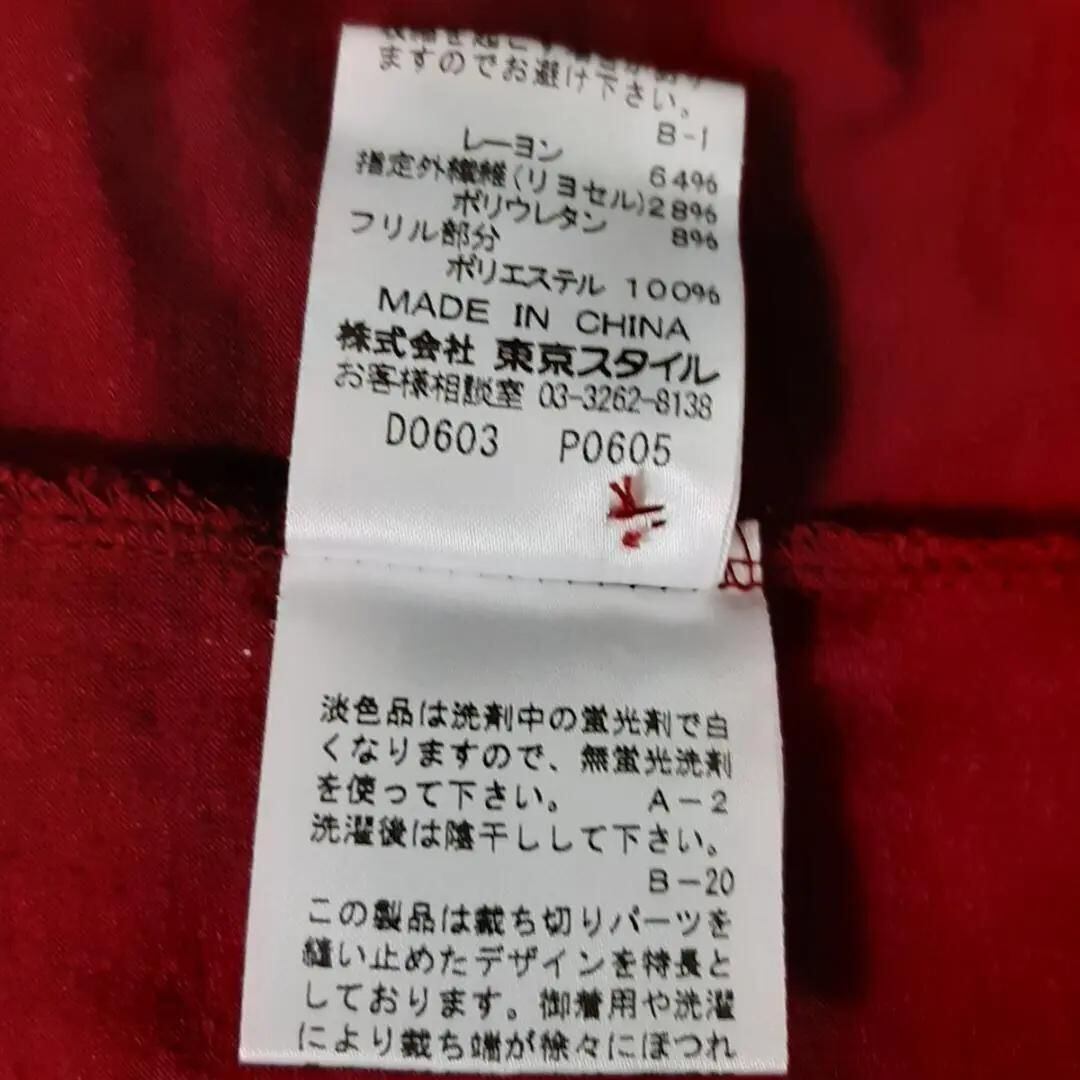 ますのでお避け下さい。
B-1
レーヨン 64%
指定外繊維(リヨセル)28%
ポリウレタン 8%
フリル部分
ポリエステル 100%
MADE IN CHINA
株式会社 東京スタイル
お客様相談室 03-3262-8138
D0603 P0605
淡色品は洗剤中の蛍光剤で白
くなりますので、無蛍光洗剤
を使って下さい。 A-2
洗濯後は陰干しして下さい。
B-20
この製品は裁ち切りパーツを
縫い止めたデザインを特長と
しております。御着用や洗濯
により裁ち端が徐々にほつれ